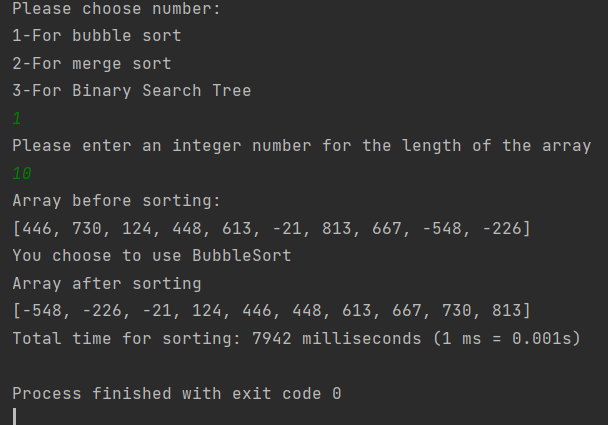 Please choose number:
1-For bubble sort
2-For merge sort
3-For Binary Search Tree
1
Please enter an integer number for the length of the array
10
Array before sorting:
[446, 730, 124, 448, 613, -21, 813, 667, -548, -226]
You choose to use BubbleSort
Array after sorting
[-548, -226, -21, 124, 446, 448, 613, 667, 730, 813]
Total time for sorting: 7942 milliseconds (1 ms = 0.001s)
Process finished with exit code 0